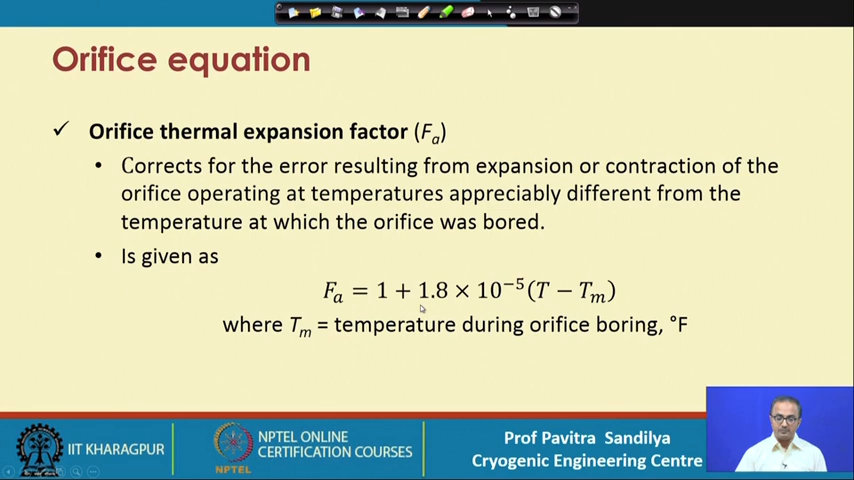 Orifice equation
✓ Orifice thermal expansion factor (Fₐ)
• Corrects for the error resulting from expansion or contraction of the
orifice operating at temperatures appreciably different from the
temperature at which the orifice was bored.
• Is given as
Fₐ = 1 + 1.8 × 10⁻⁵(T − Tₘ)
where Tₘ = temperature during orifice boring, °F
IIT KHARAGPUR
NPTEL
NPTEL ONLINE
CERTIFICATION COURSES
Prof Pavitra Sandilya
Cryogenic Engineering Centre